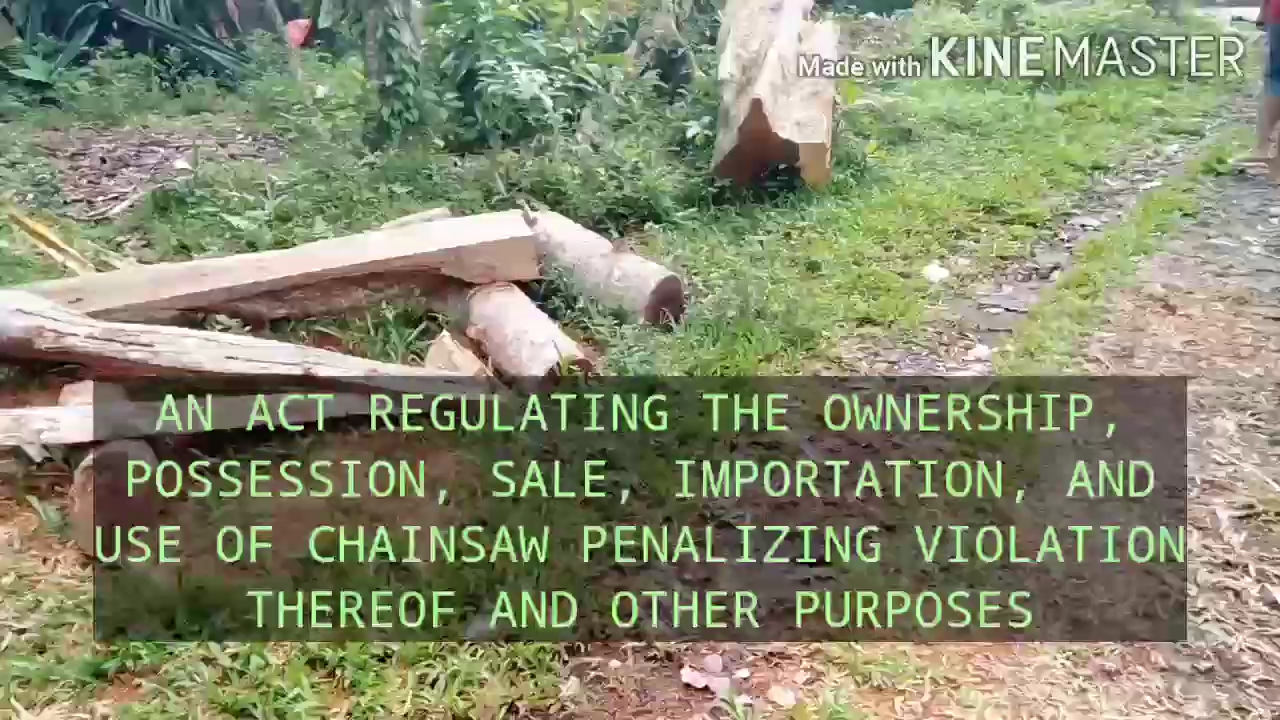 Made with KINEMASTER
AN ACT REGULATING THE OWNERSHIP,
POSSESSION, SALE, IMPORTATION, AND
USE OF CHAINSAW PENALIZING VIOLATION
THEREOF AND OTHER PURPOSES